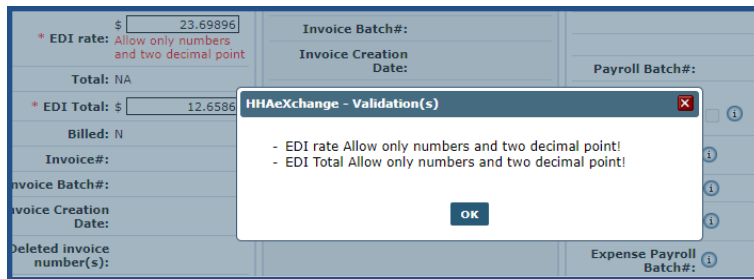 * EDI rate: $ 23.69896
Allow only numbers
and two decimal point
Total: NA
* EDI Total: $ 12.6586
Billed: N
Invoice#:
nvoice Batch#:
nvoice Creation
Date:
Deleted invoice
number(s):
Invoice Batch#:
Invoice Creation
Date:
Payroll Batch#:
Expense Payroll
Batch#:
HHAeXchange - Validation(s)
X
- EDI rate Allow only numbers and two decimal point!
- EDI Total Allow only numbers and two decimal point!
OK